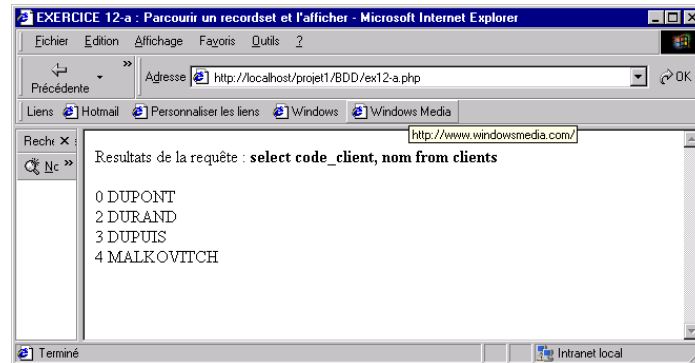 EXERCICE 12-a : Parcourir un recordset et l'afficher - Microsoft Internet Explorer
Fichier Edition Affichage Favoris Outils ?
Précédente » Adresse http://localhost/projet1/BDD/ex12-a.php OK
Liens Hotmail Personnaliser les liens Windows Windows Media
http://www.windowsmedia.com/
Reche
Nc »
Resultats de la requête : select code_client, nom from clients
0 DUPONT
2 DURAND
3 DUPUIS
4 MALKOVITCH
Terminé Intranet local